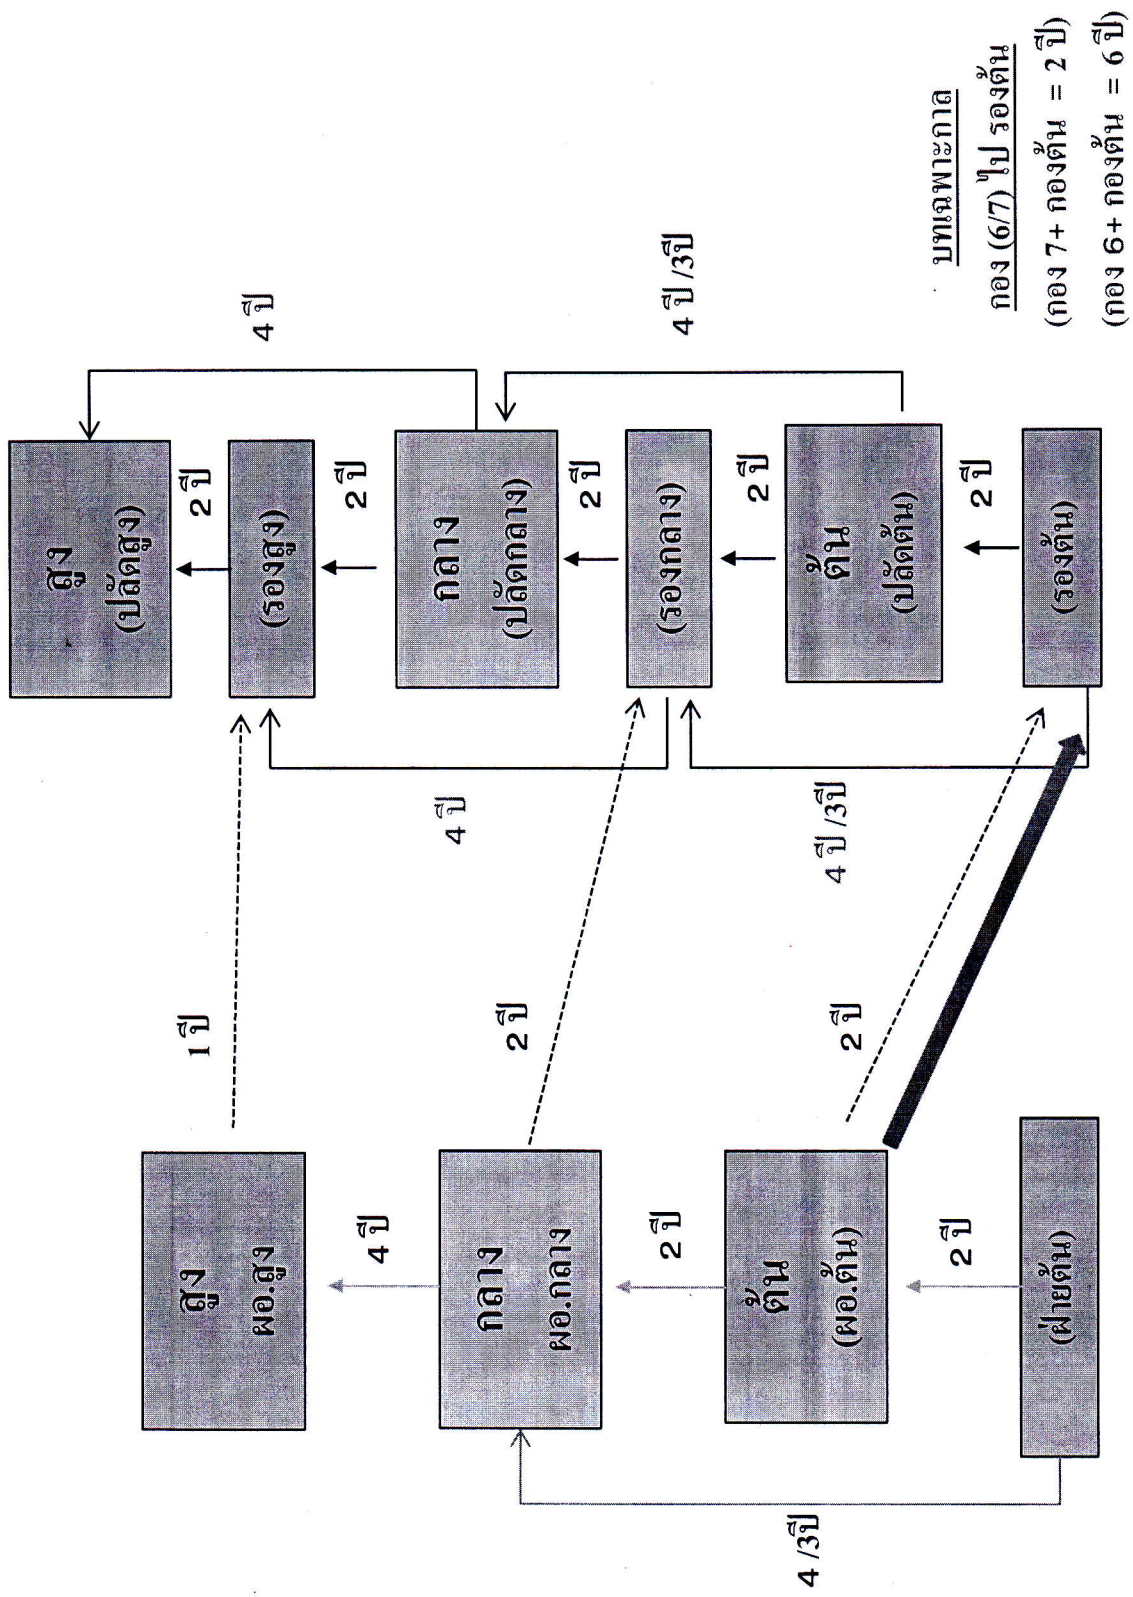 สูง
ผอ.สูง
4 ปี
กลาง
ผอ.กลาง
2 ปี
ต้น
(ผอ.ต้น)
2 ปี
(ฝ่ายต้น)
4 /3ปี
1 ปี
2 ปี
2 ปี
สูง
(ปลัดสูง)
2 ปี
(รองสูง)
2 ปี
กลาง
(ปลัดกลาง)
2 ปี
(รองกลาง)
2 ปี
ต้น
(ปลัดต้น)
2 ปี
(รองต้น)
4 ปี
4 ปี /3ปี
4 ปี
4 ปี /3ปี
บทเฉพาะกาล
กอง (6/7) ไป รองต้น
(กอง 7+ กองต้น = 2 ปี)
(กอง 6+ กองต้น = 6 ปี)